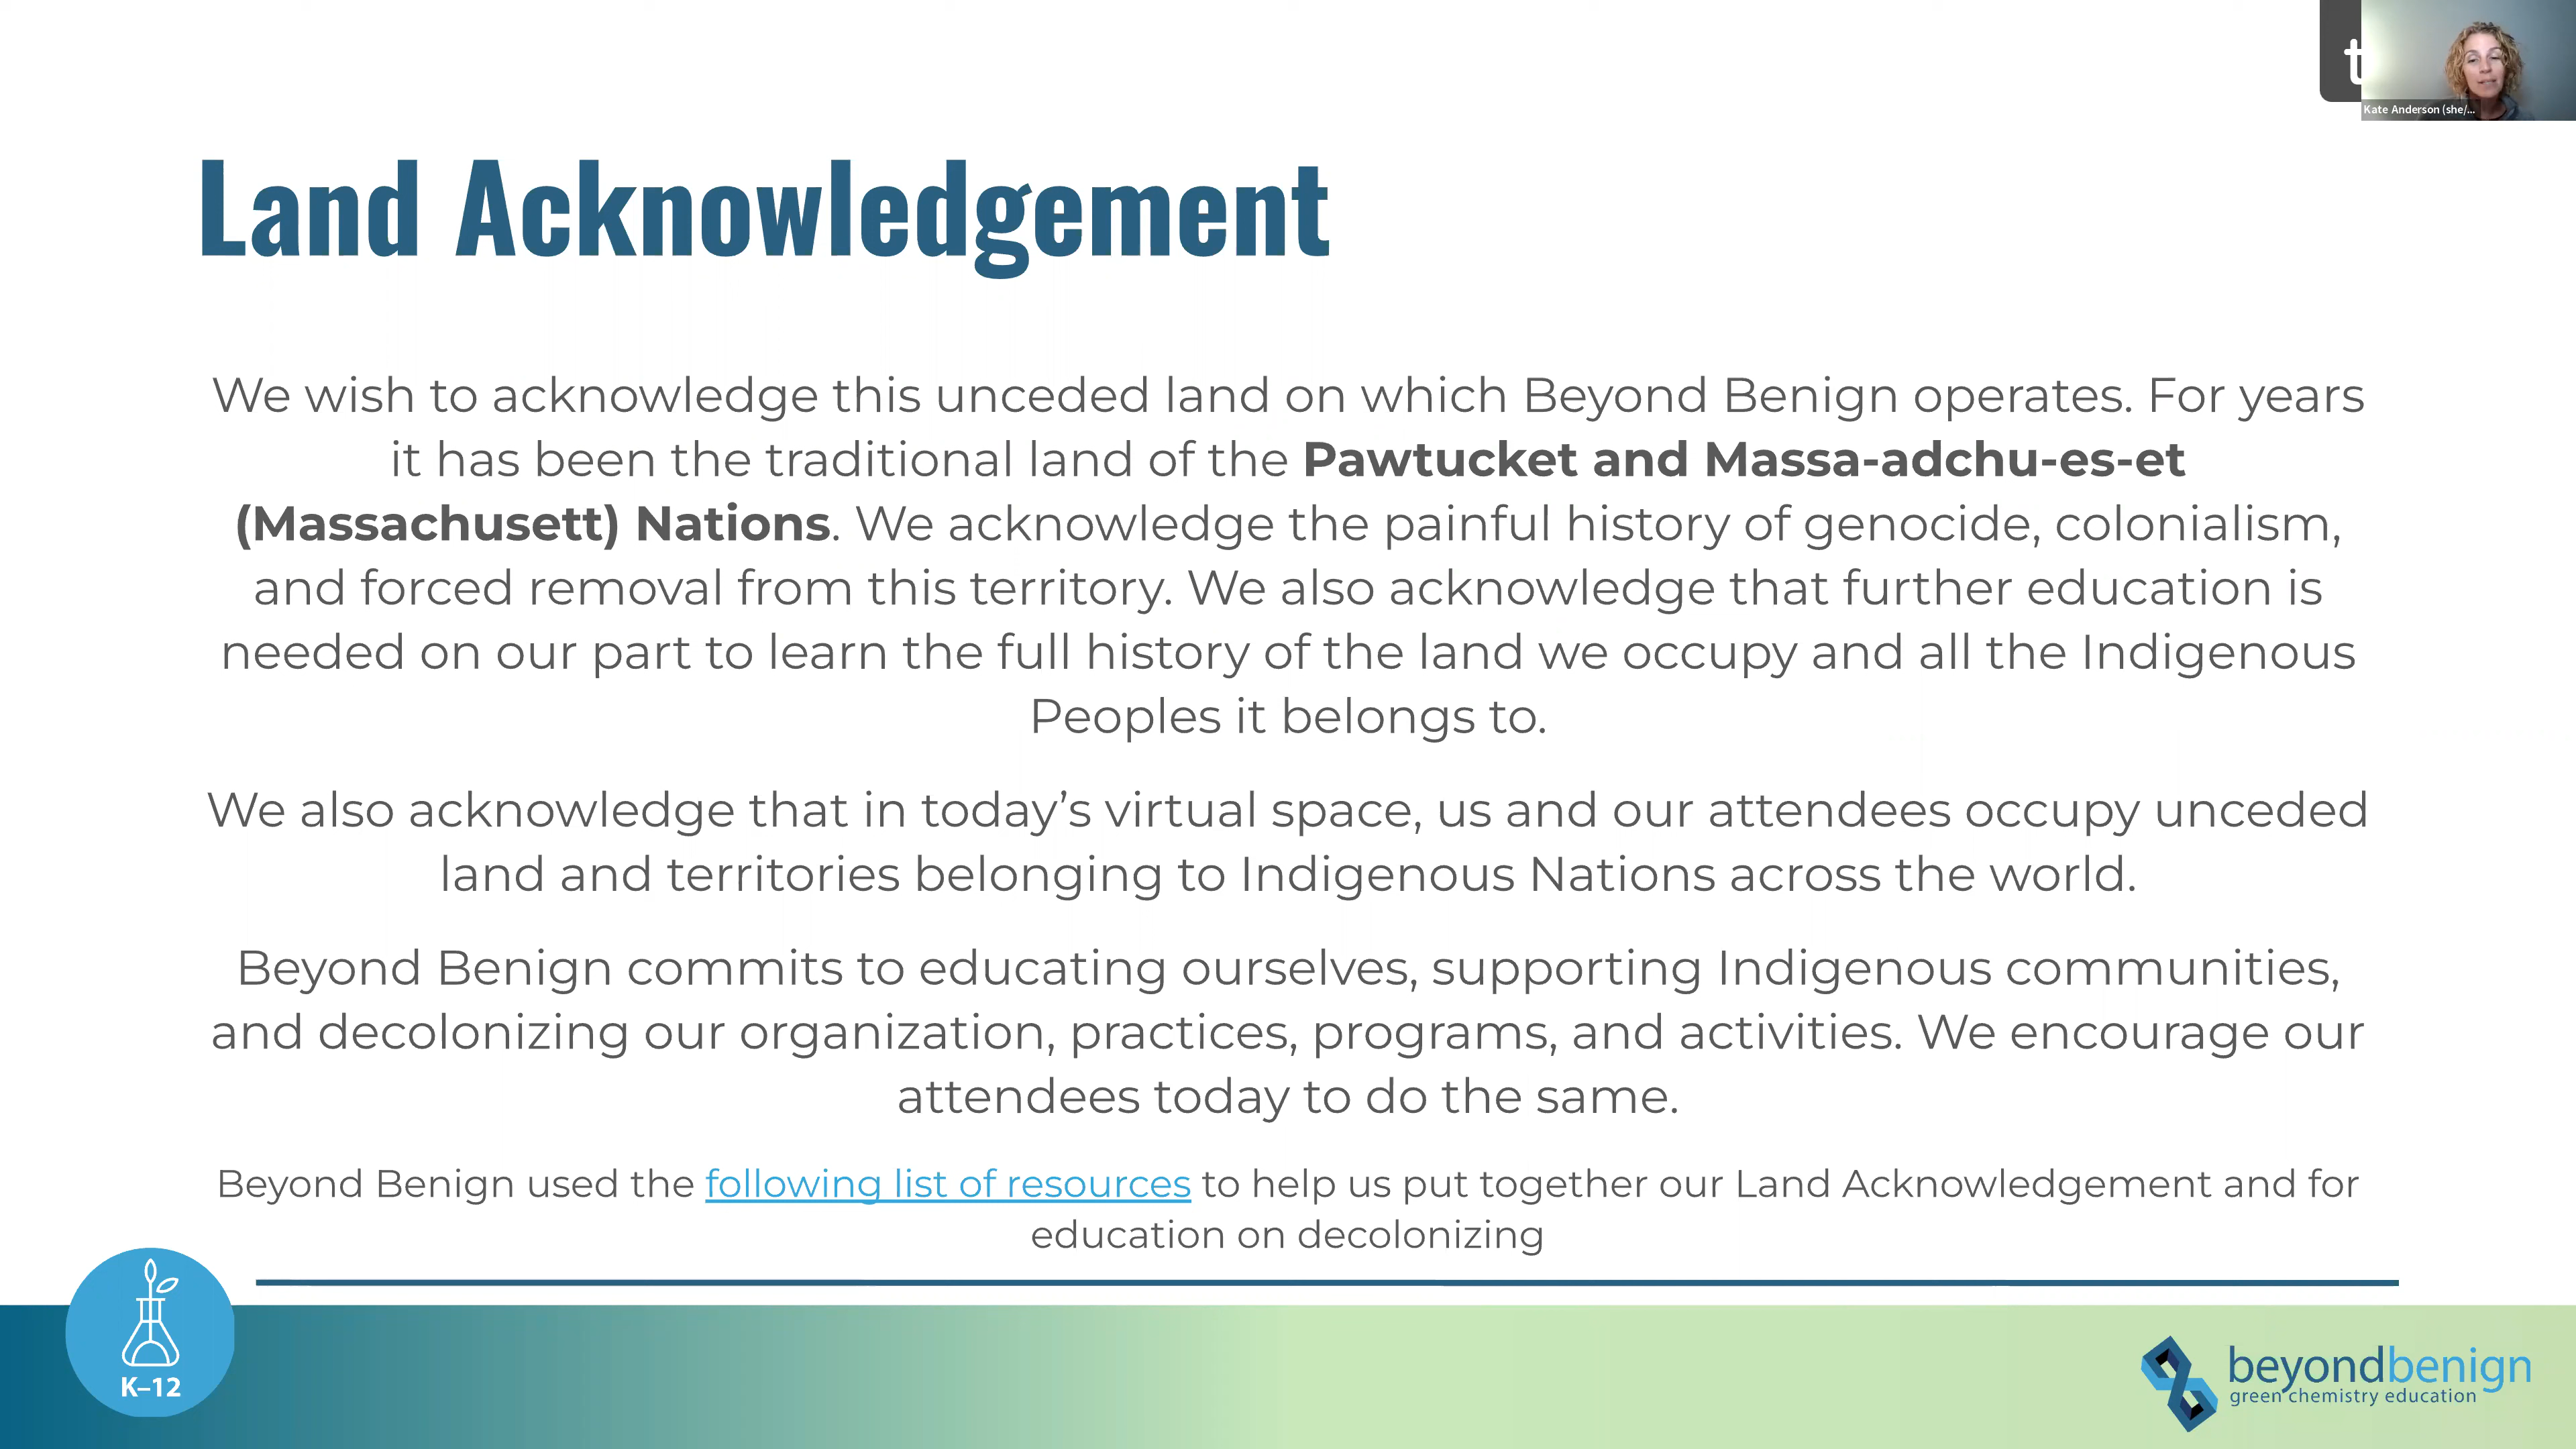 t
Kate Anderson (she/...
Land Acknowledgement
We wish to acknowledge this unceded land on which Beyond Benign operates. For years
it has been the traditional land of the Pawtucket and Massa-adchu-es-et
(Massachusett) Nations. We acknowledge the painful history of genocide, colonialism,
and forced removal from this territory. We also acknowledge that further education is
needed on our part to learn the full history of the land we occupy and all the Indigenous
Peoples it belongs to.
We also acknowledge that in today’s virtual space, us and our attendees occupy unceded
land and territories belonging to Indigenous Nations across the world.
Beyond Benign commits to educating ourselves, supporting Indigenous communities,
and decolonizing our organization, practices, programs, and activities. We encourage our
attendees today to do the same.
Beyond Benign used the following list of resources to help us put together our Land Acknowledgement and for
education on decolonizing
K–12
beyondbenign
green chemistry education